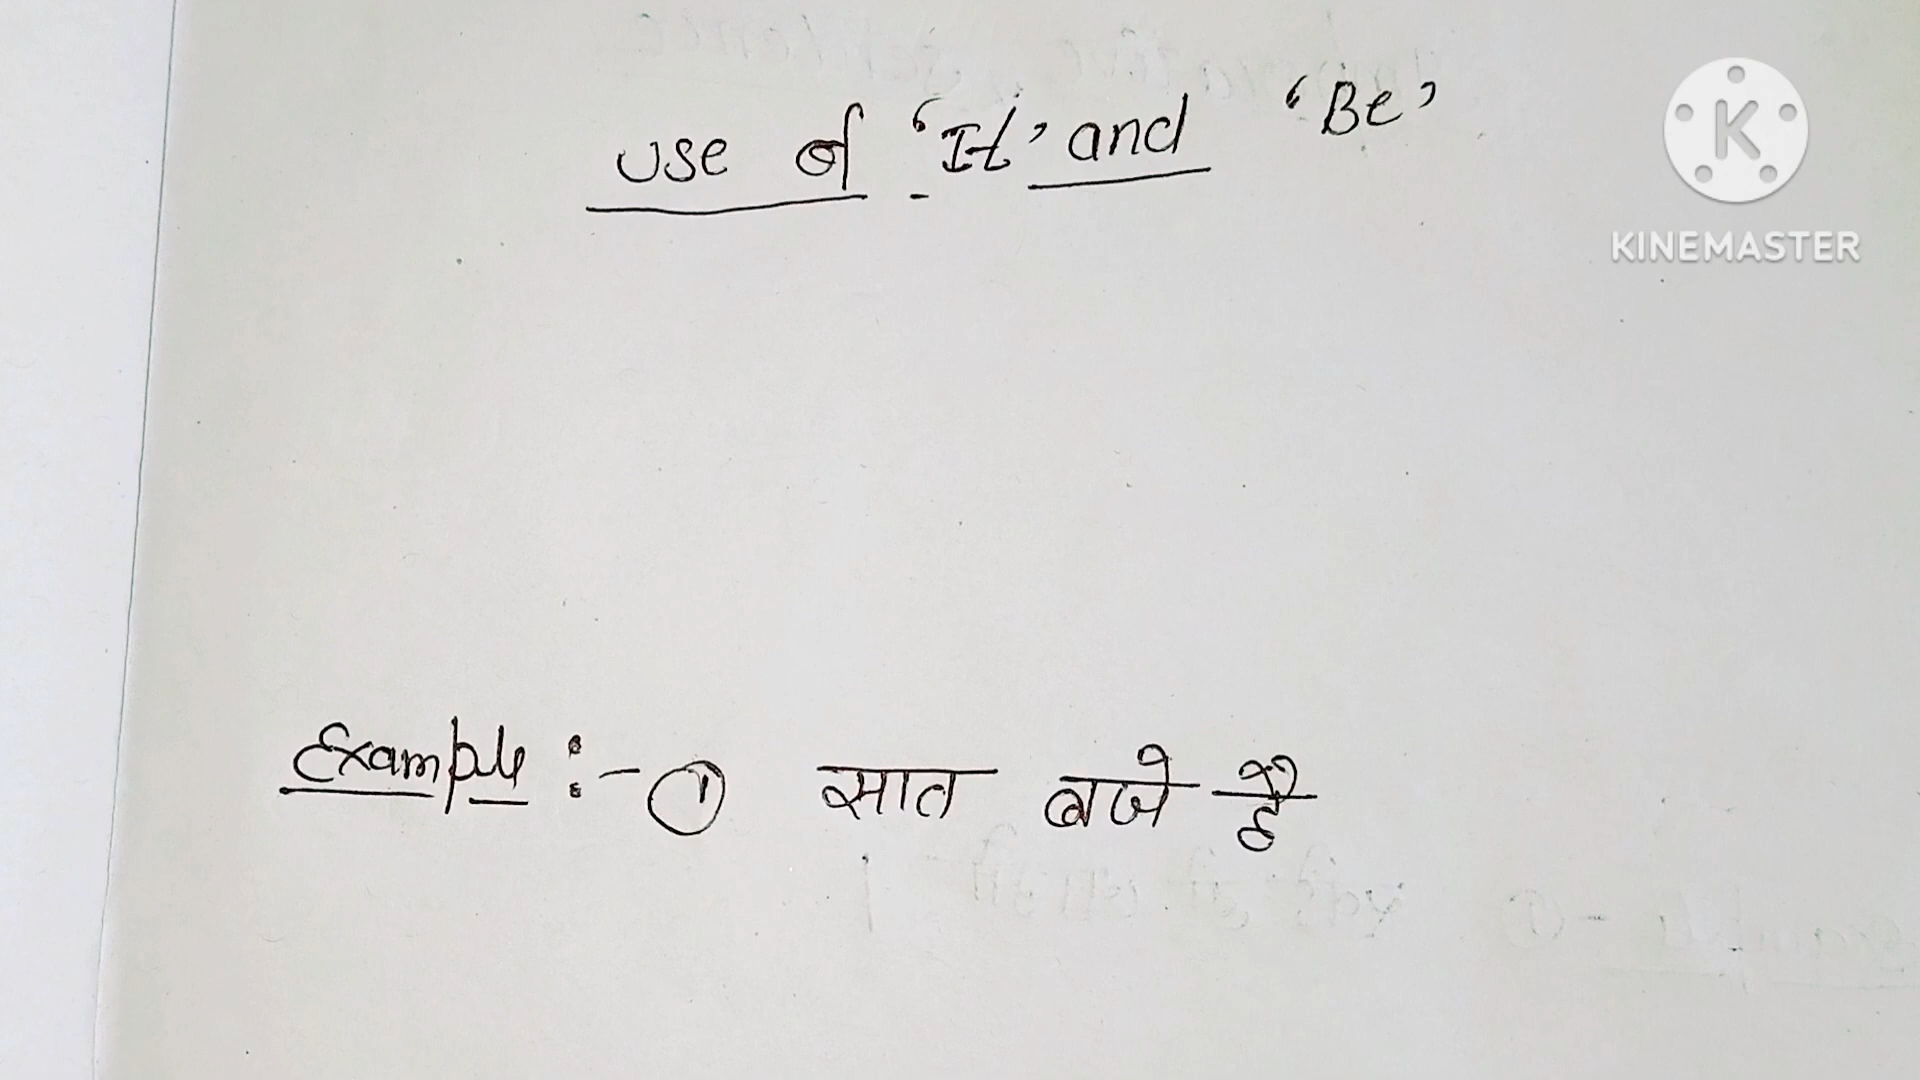 use of 'It' and 'Be'
K
KINEMASTER
Example :- ① सात बजे है